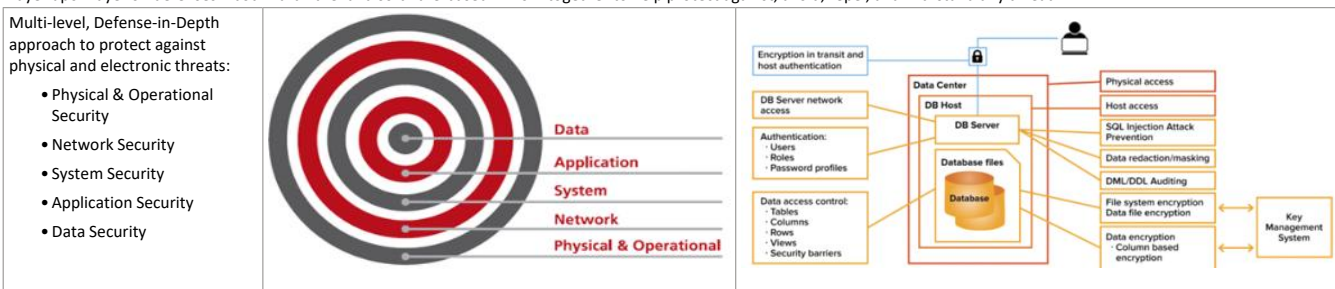 Multi-level, Defense-in-Depth
approach to protect against
physical and electronic threats:
• Physical & Operational
Security
• Network Security
• System Security
• Application Security
• Data Security
Data
Application
System
Network
Physical & Operational
Encryption in transit and
host authentication
DB Server network
access
Authentication:
· Users
· Roles
· Password profiles
Data access control:
· Tables
· Columns
· Rows
· Views
· Security barriers
Data Center
DB Host
DB Server
Database files
Database
Physical access
Host access
SQL Injection Attack
Prevention
Data redaction/masking
DML/DDL Auditing
File system encryption
Data file encryption
Data encryption
· Column based
encryption
Key
Management
System